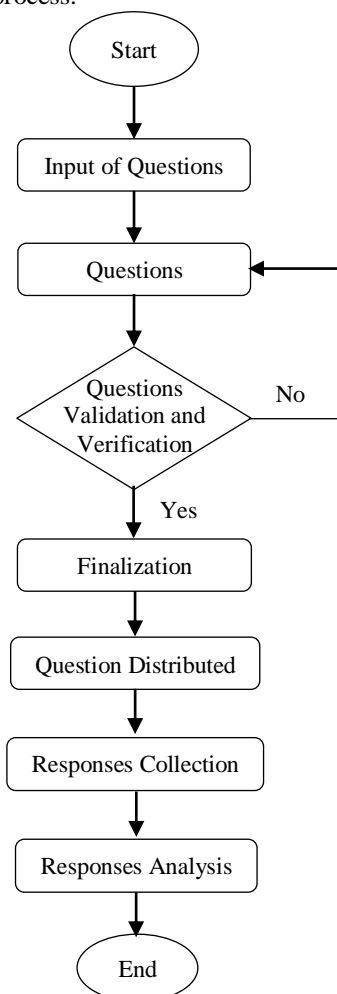 process.
Start
Input of Questions
Questions
Questions
Validation and
Verification
No
Yes
Finalization
Question Distributed
Responses Collection
Responses Analysis
End